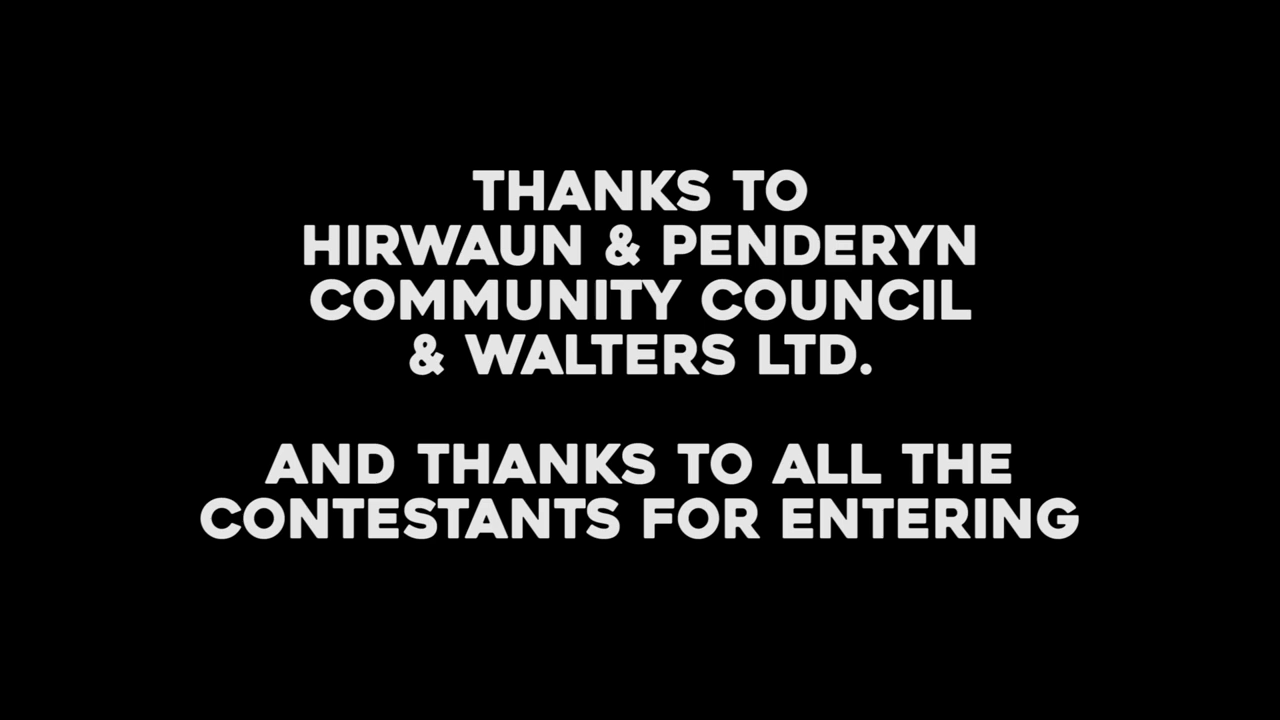 THANKS TO
HIRWAUN & PENDERYN
COMMUNITY COUNCIL
& WALTERS LTD.
AND THANKS TO ALL THE
CONTESTANTS FOR ENTERING